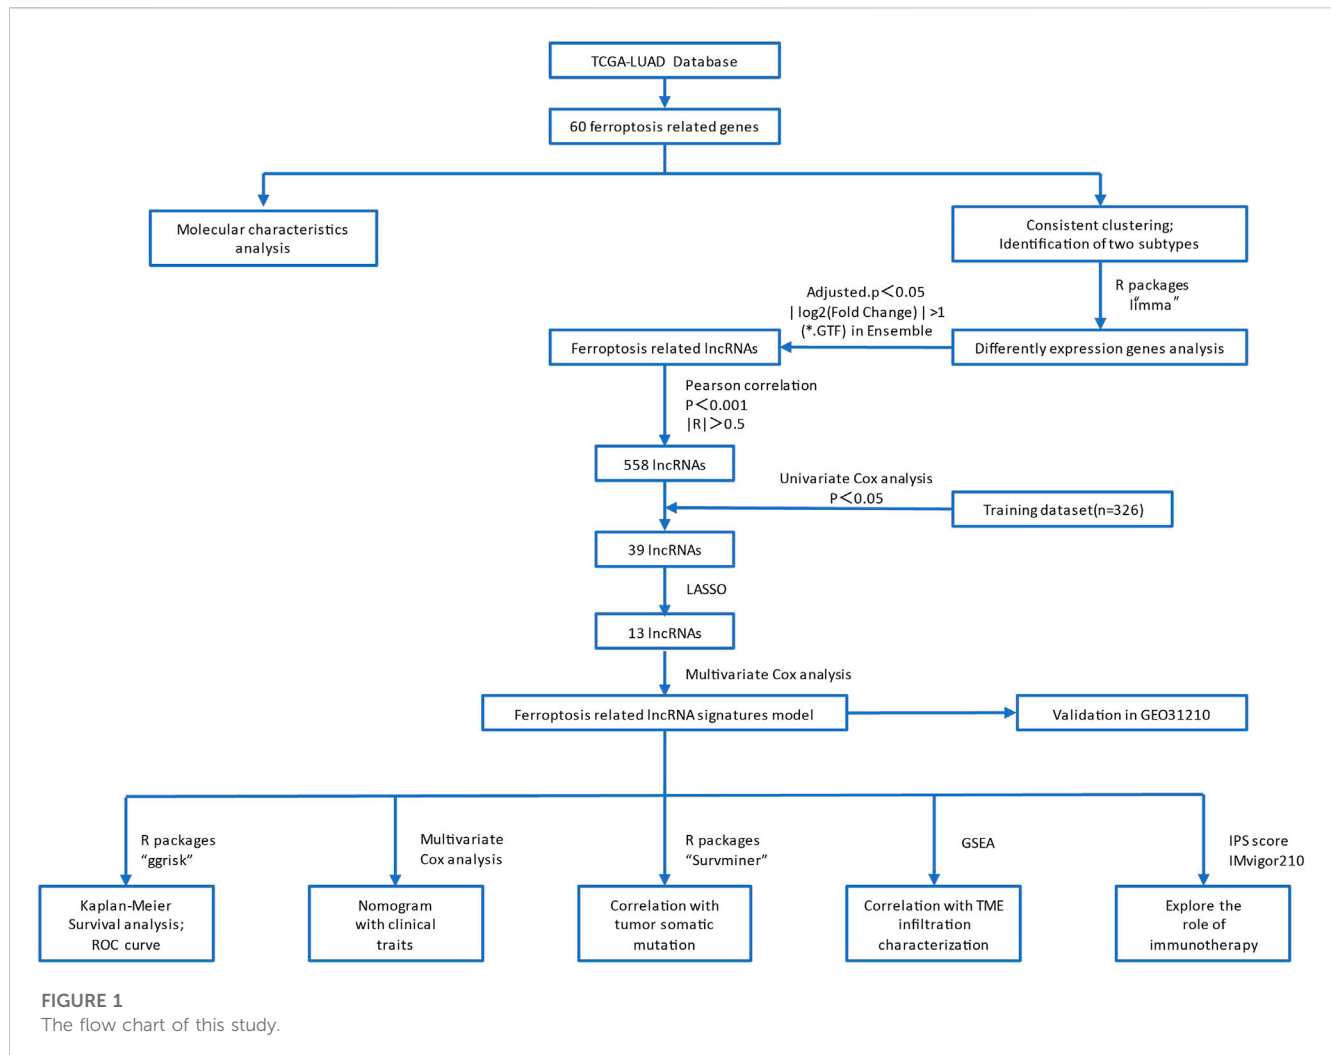 TCGA-LUAD Database
60 ferroptosis related genes
Molecular characteristics
analysis
Consistent clustering;
Identification of two subtypes
R packages
“limma”
Adjusted.p<0.05
| log2(Fold Change) | >1
(*.GTF) in Ensemble
Ferroptosis related lncRNAs
Differently expression genes analysis
Pearson correlation
P<0.001
|R|>0.5
558 lncRNAs
Univariate Cox analysis
P<0.05
Training dataset(n=326)
39 lncRNAs
LASSO
13 lncRNAs
Multivariate Cox analysis
Ferroptosis related lncRNA signatures model
Validation in GEO31210
R packages
“ggrisk”
Multivariate
Cox analysis
R packages
“Survminer”
GSEA
IPS score
IMvigor210
Kaplan-Meier
Survival analysis;
ROC curve
Nomogram
with clinical
traits
Correlation with
tumor somatic
mutation
Correlation with TME
infiltration
characterization
Explore the
role of
immunotherapy
FIGURE 1
The flow chart of this study.